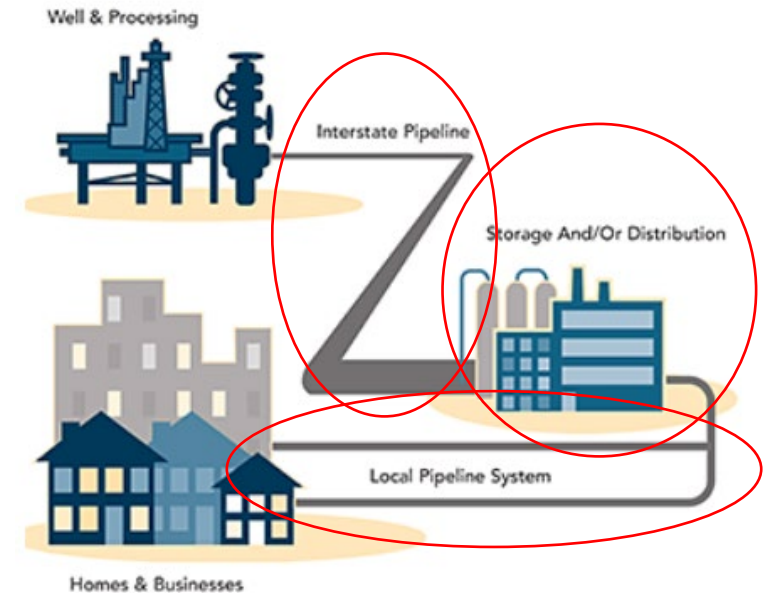 Well & Processing
Interstate Pipeline
Storage And/Or Distribution
Local Pipeline System
Homes & Businesses